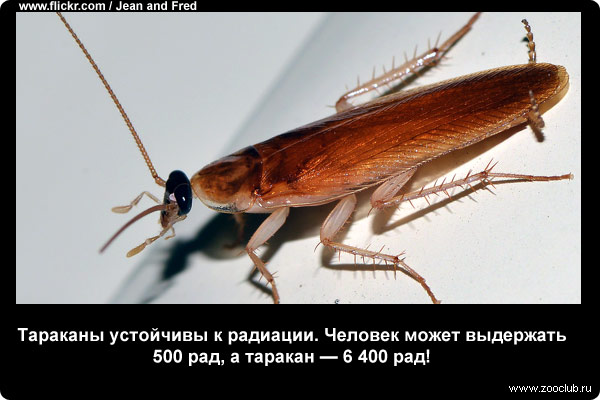 www.flickr.com / Jean and Fred
Тараканы устойчивы к радиации. Человек может выдержать
500 рад, а таракан — 6 400 рад!
www.zooclub.ru